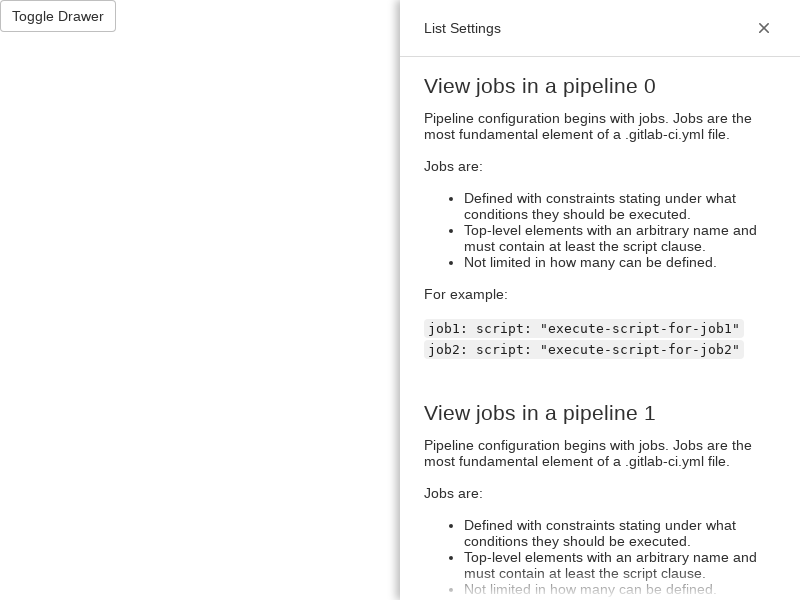 Toggle Drawer
List Settings
View jobs in a pipeline 0
Pipeline configuration begins with jobs. Jobs are the
most fundamental element of a .gitlab-ci.yml file.
Jobs are:
• Defined with constraints stating under what
conditions they should be executed.
• Top-level elements with an arbitrary name and
must contain at least the script clause.
• Not limited in how many can be defined.
For example:
job1: script: "execute-script-for-job1"
job2: script: "execute-script-for-job2"
View jobs in a pipeline 1
Pipeline configuration begins with jobs. Jobs are the
most fundamental element of a .gitlab-ci.yml file.
Jobs are:
• Defined with constraints stating under what
conditions they should be executed.
• Top-level elements with an arbitrary name and
must contain at least the script clause.
• Not limited in how many can be defined.